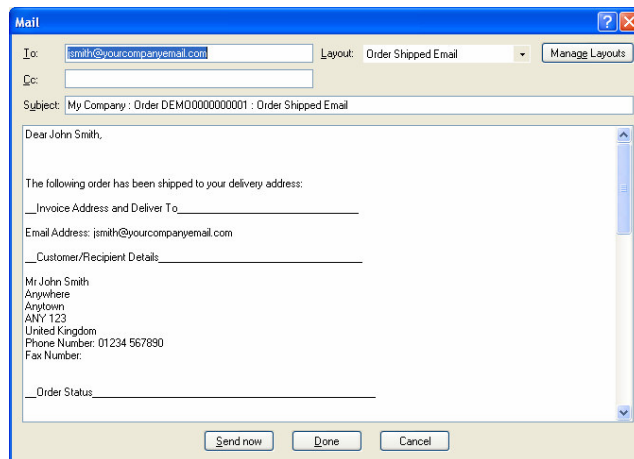 Mail
To: jsmith@yourcompanyemail.com Layout: Order Shipped Email Manage Layouts
Cc:
Subject: My Company : Order DEMO0000000001 : Order Shipped Email
Dear John Smith,
The following order has been shipped to your delivery address:
__Invoice Address and Deliver To______________________________
Email Address: jsmith@yourcompanyemail.com
__Customer/Recipient Details__________________________________
Mr John Smith
Anywhere
Anytown
ANY 123
United Kingdom
Phone Number: 01234 567890
Fax Number:
__Order Status_______________________________________________
Send now Done Cancel